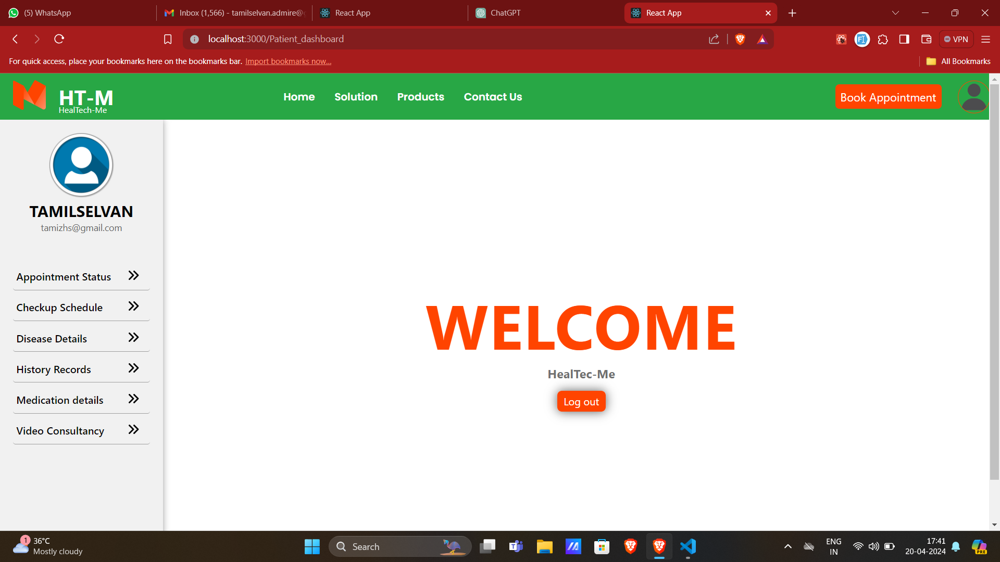 (5) WhatsApp
Inbox (1,566) - tamilselvan.admire@
React App
ChatGPT
React App
localhost:3000/Patient_dashboard
VPN
For quick access, place your bookmarks here on the bookmarks bar. Import bookmarks now...
All Bookmarks
HT-M
HealTech-Me
Home
Solution
Products
Contact Us
Book Appointment
TAMILSELVAN
tamizhs@gmail.com
Appointment Status
Checkup Schedule
Disease Details
History Records
Medication details
Video Consultancy
WELCOME
HealTec-Me
Log out
1
36°C
Mostly cloudy
Search
ENG
IN
17:41
20-04-2024
PRE